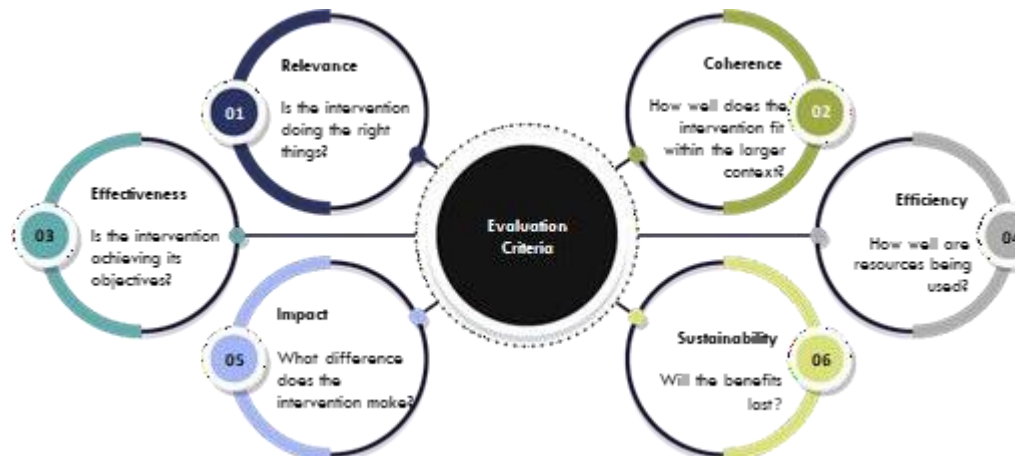 01
Relevance
Is the intervention
doing the right
things?
02
Coherence
How well does the
intervention fit
within the larger
context?
03
Effectiveness
Is the intervention
achieving its
objectives?
Evaluation
Criteria
04
Efficiency
How well are
resources being
used?
05
Impact
What difference
does the
intervention make?
06
Sustainability
Will the benefits
last?